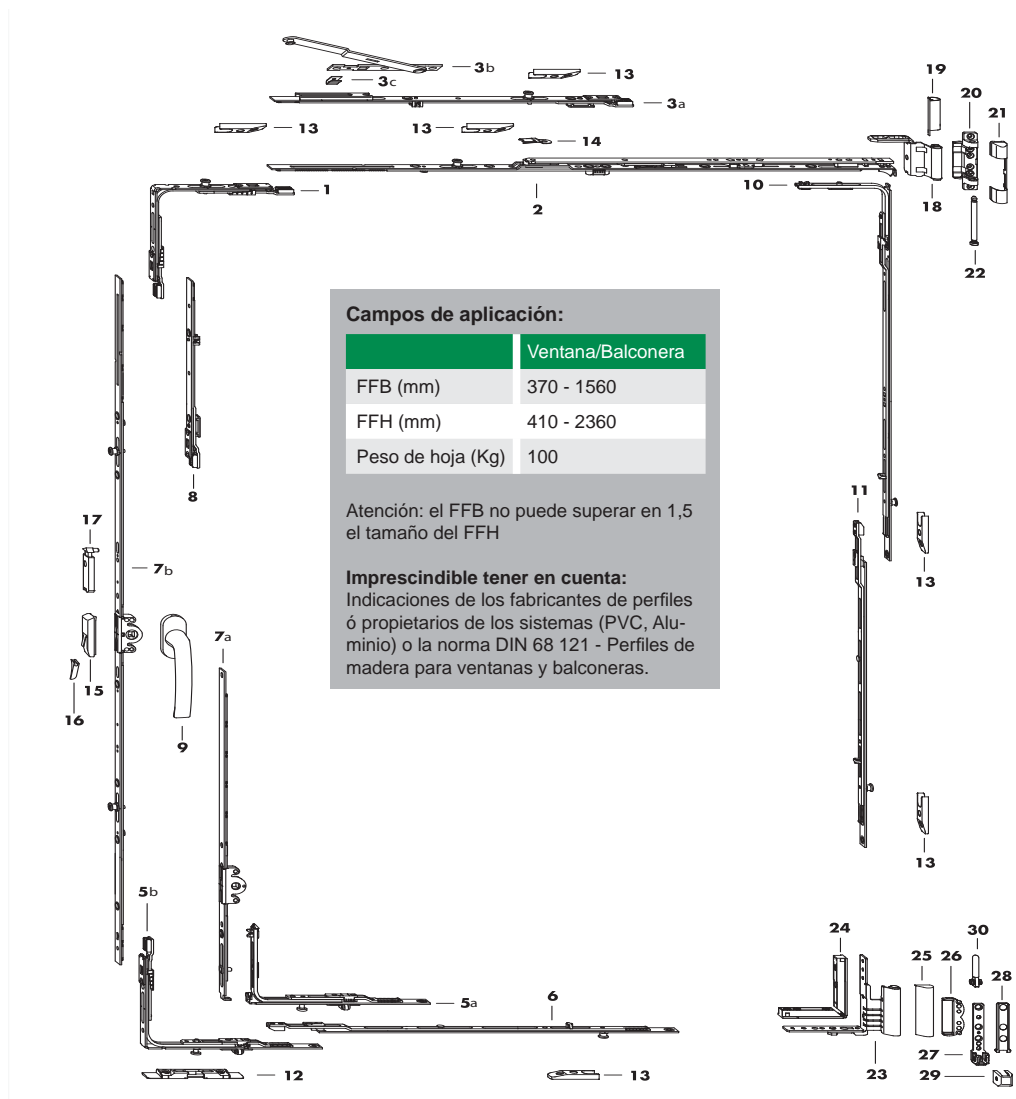 3b
13
3c
3a
19
20
21
13
13
14
1
2
10
18
22
Campos de aplicación:
Ventana/Balconera
FFB (mm) 370 - 1560
FFH (mm) 410 - 2360
Peso de hoja (Kg) 100
Atención: el FFB no puede superar en 1,5
el tamaño del FFH
Imprescindible tener en cuenta:
Indicaciones de los fabricantes de perfiles
ó propietarios de los sistemas (PVC, Alu-
minio) o la norma DIN 68 121 - Perfiles de
madera para ventanas y balconeras.
8
11
17
7b
13
7a
15
16
9
13
5b
24
25
26
30
28
5a
6
27
12
13
23
29